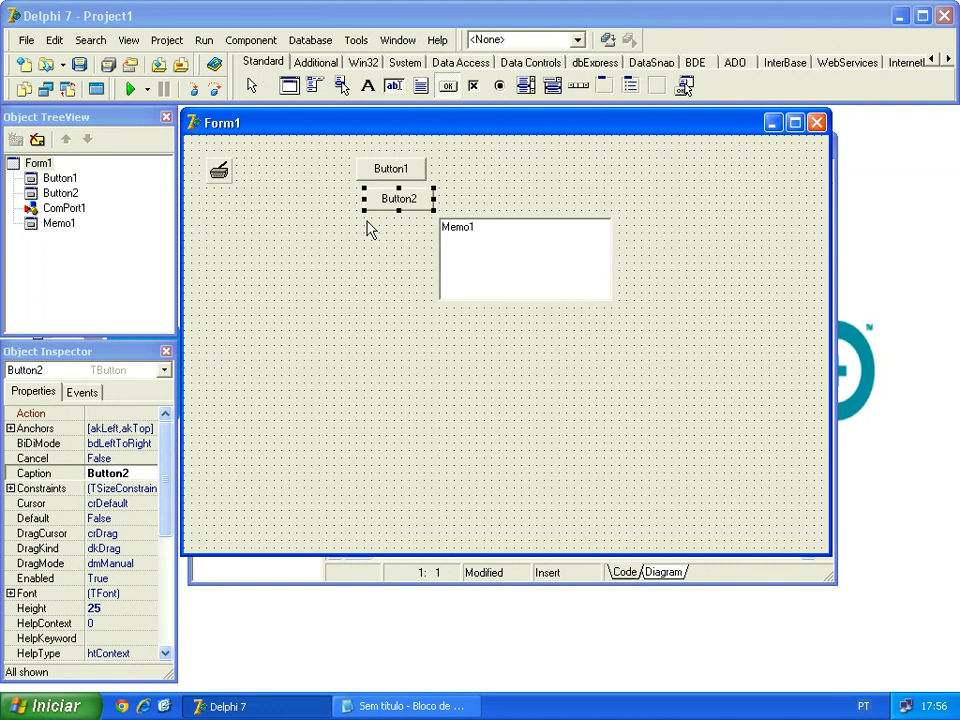 Delphi 7 - Project1
File Edit Search View Project Run Component Database Tools Window Help <None>
Standard Additional Win32 System Data Access Data Controls dbExpress DataSnap BDE ADO InterBase WebServices Internet
Object TreeView
Form1
Button1
Button2
ComPort1
Memo1
Form1
Button1
Button2
Memo1
Object Inspector
Button2 TButton
Properties Events
Action
Anchors [akLeft,akTop]
BiDiMode bdLeftToRight
Cancel False
Caption Button2
Constraints (TSizeConstrain
Cursor crDefault
Default False
DragCursor crDrag
DragKind dkDrag
DragMode dmManual
Enabled True
Font (TFont)
Height 25
HelpContext 0
HelpKeyword
HelpType htContext
All shown
1: 1 Modified Insert Code Diagram
TM
Iniciar Delphi 7 Sem título - Bloco de ... PT 17:56